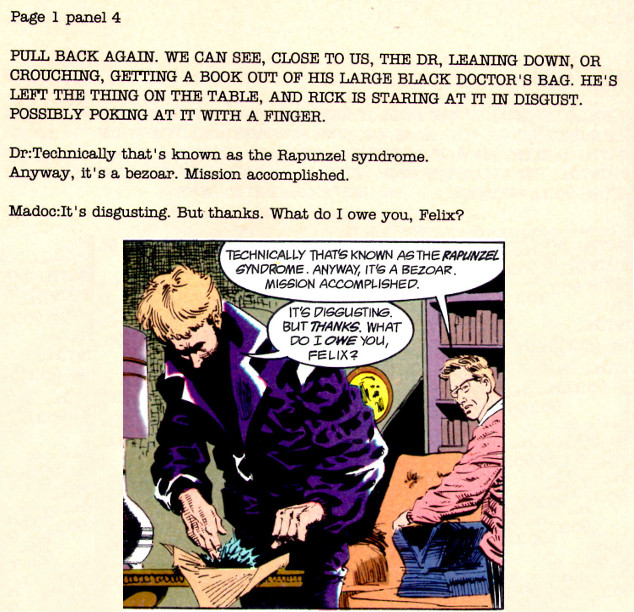 Page 1 panel 4
PULL BACK AGAIN. WE CAN SEE, CLOSE TO US, THE DR, LEANING DOWN, OR
CROUCHING, GETTING A BOOK OUT OF HIS LARGE BLACK DOCTOR'S BAG. HE'S
LEFT THE THING ON THE TABLE, AND RICK IS STARING AT IT IN DISGUST.
POSSIBLY POKING AT IT WITH A FINGER.
Dr:Technically that's known as the Rapunzel syndrome.
Anyway, it's a bezoar. Mission accomplished.
Madoc:It's disgusting. But thanks. What do I owe you, Felix?
TECHNICALLY THAT'S KNOWN AS THE RAPUNZEL
SYNDROME. ANYWAY, IT'S A BEZOAR.
MISSION ACCOMPLISHED.
IT'S DISGUSTING.
BUT THANKS. WHAT
DO I OWE YOU,
FELIX?